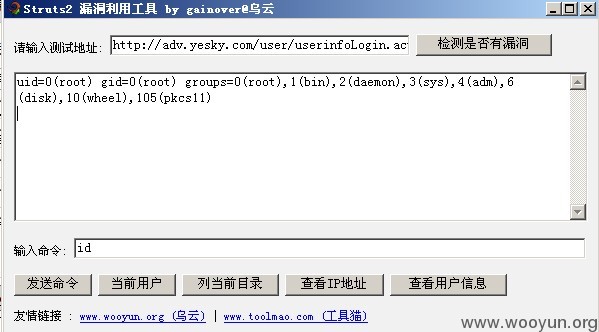 Struts2 漏洞利用工具 by gainover@乌云
请输入测试地址: http://adv.yesky.com/user/userinfoLogin.ac 检测是否有漏洞
uid=0(root) gid=0(root) groups=0(root),1(bin),2(daemon),3(sys),4(adm),6
(disk),10(wheel),105(pkcs11)
输入命令: id
发送命令 当前用户 列当前目录 查看IP地址 查看用户信息
友情链接 : www.wooyun.org (乌云) | www.toolmao.com (工具猫)
www.wooyun.org